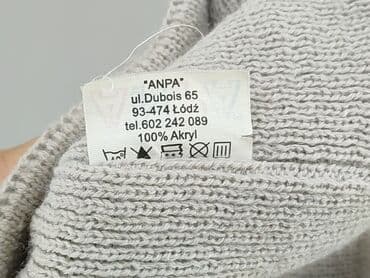 "ANPA"
ul.Dubois 65
93-474 Łódź
tel.602 242 089
100% Akryl